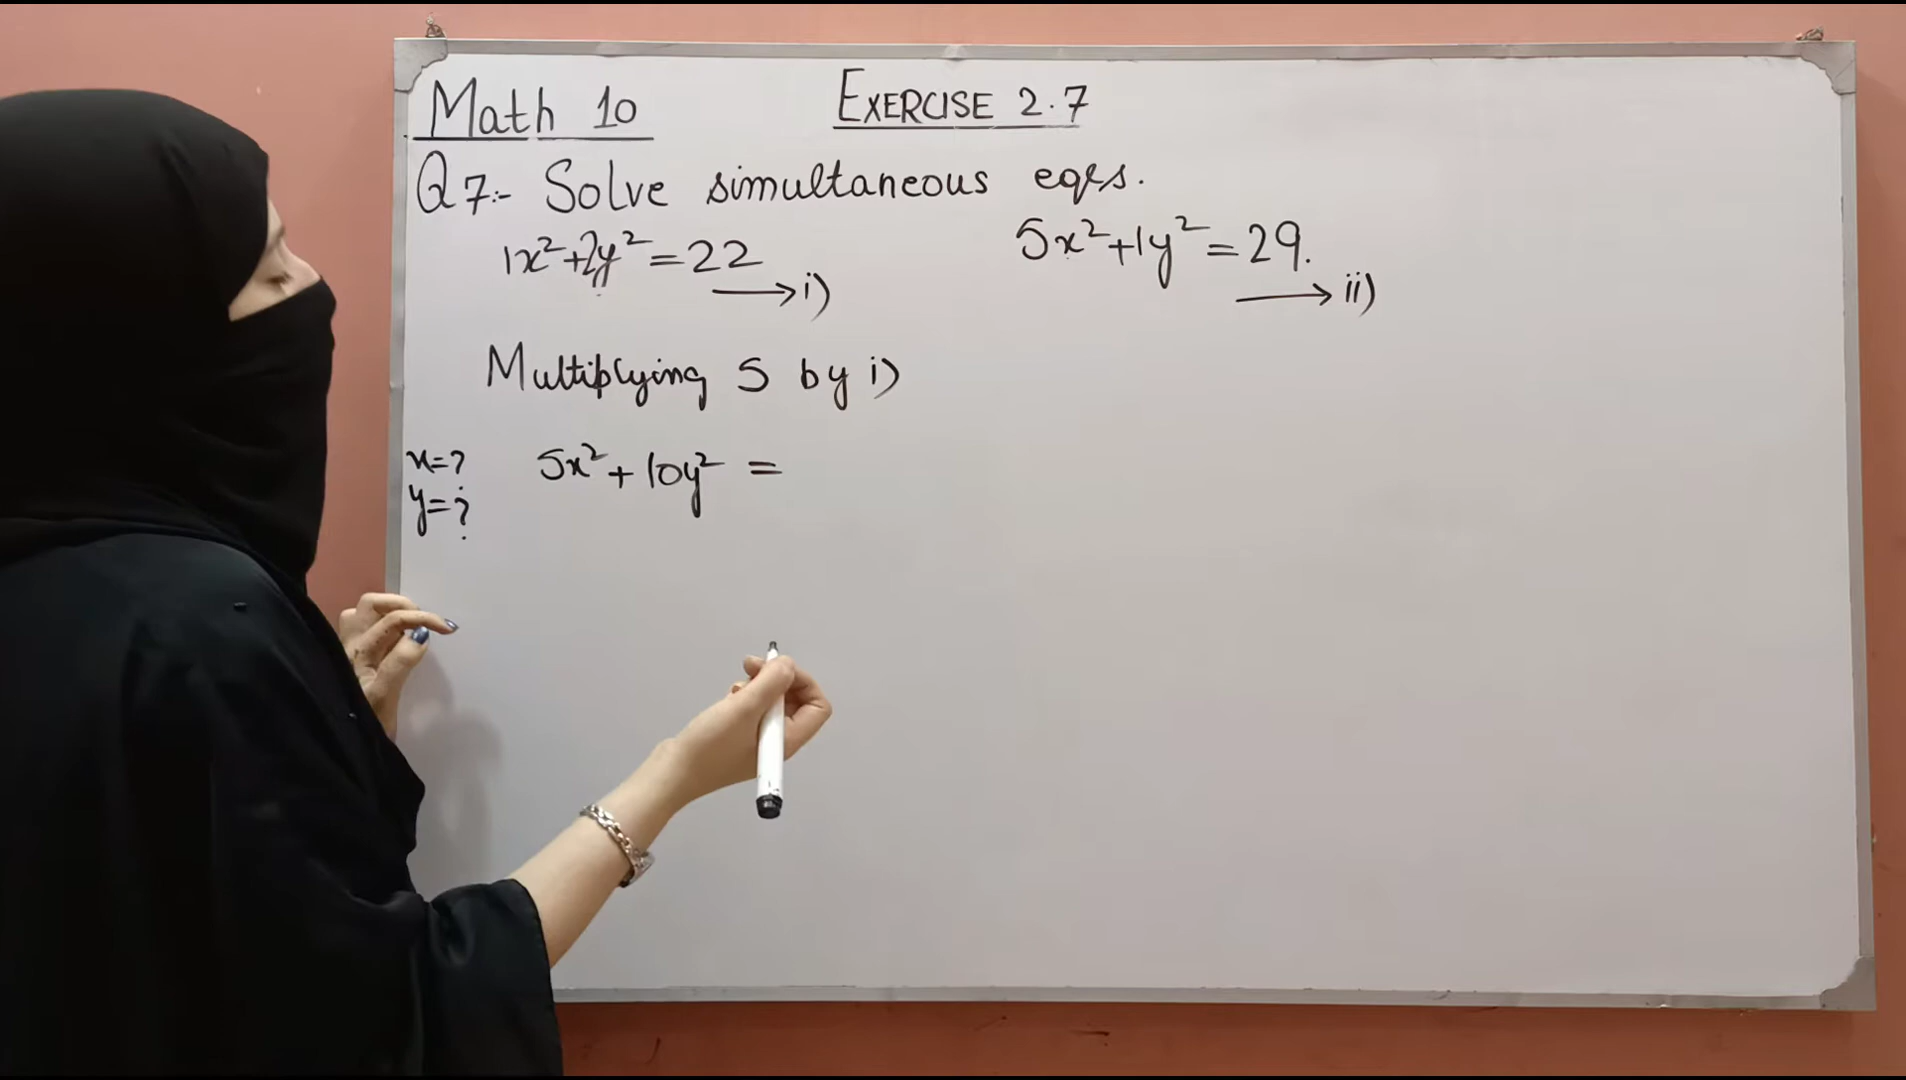 Math 10 EXERCISE 2.7
Q7:- Solve simultaneous eqs.
1x²+2y²=22 →i) 5x²+1y²=29. →ii)
Multiplying 5 by i)
x=? 5x²+10y² =
y=?